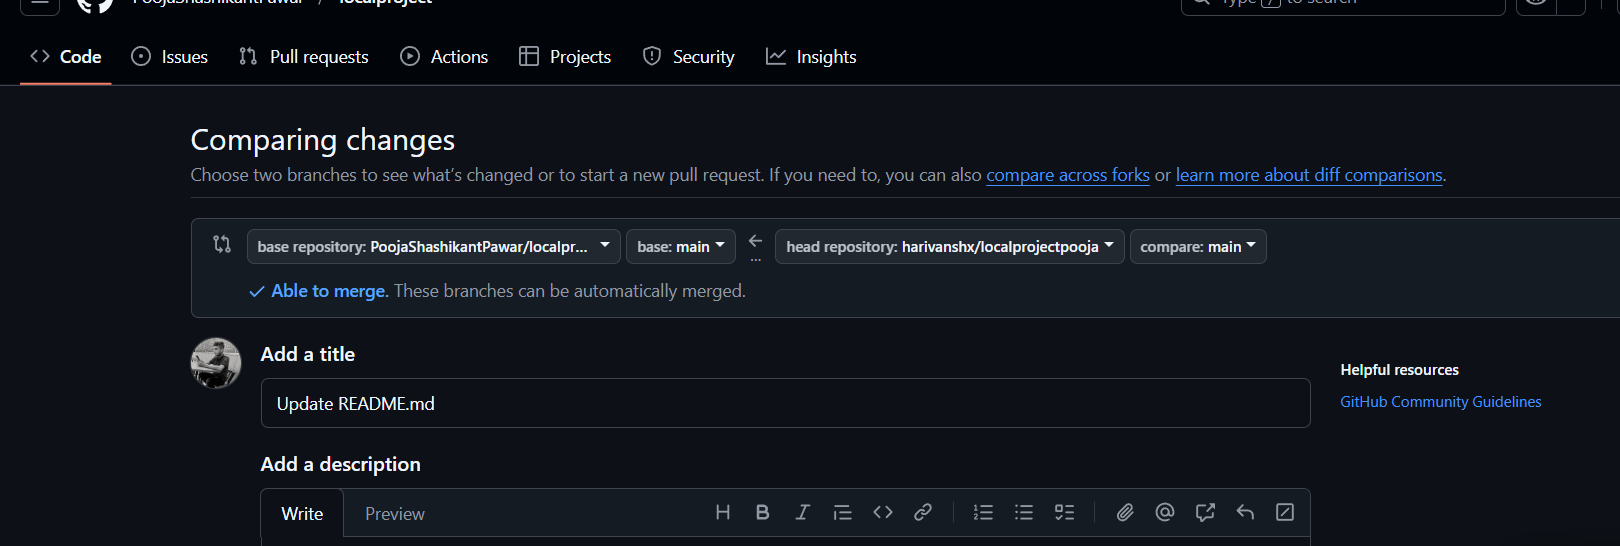 PoojaShashikantPawar / localproject
Type / to search
Code Issues Pull requests Actions Projects Security Insights
Comparing changes
Choose two branches to see what's changed or to start a new pull request. If you need to, you can also compare across forks or learn more about diff comparisons.
base repository: PoojaShashikantPawar/localpr... base: main ... head repository: harivanshx/localprojectpooja compare: main
Able to merge. These branches can be automatically merged.
Add a title
Helpful resources
Update README.md
GitHub Community Guidelines
Add a description
Write Preview